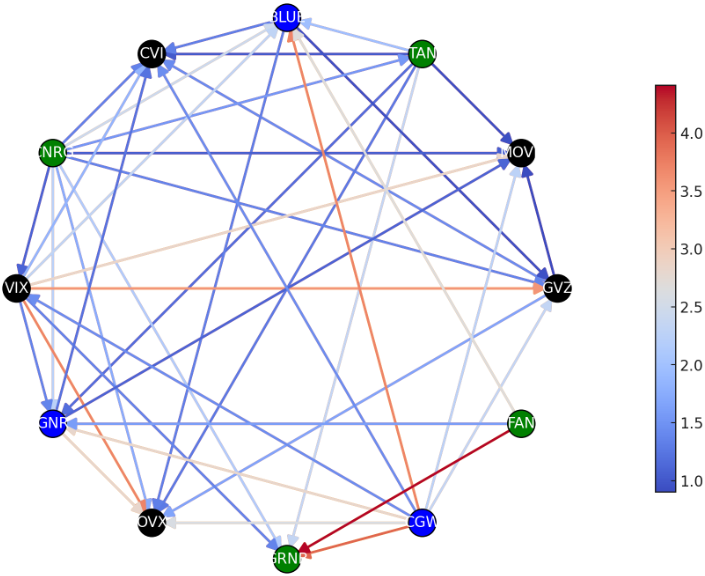 BLUE
CVI
TAN
CNRG
MOVE
VIX
GVZ
GNR
FAN
OVX
CGW
GRNB
4.0
3.5
3.0
2.5
2.0
1.5
1.0